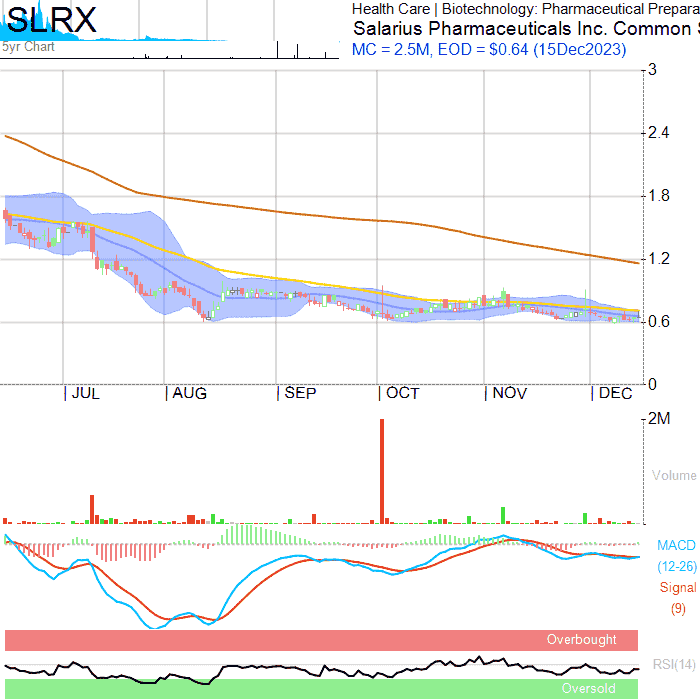 SLRX
5yr Chart
Health Care | Biotechnology: Pharmaceutical Prepara
Salarius Pharmaceuticals Inc. Common S
MC = 2.5M, EOD = $0.64 (15Dec2023)
3
2.4
1.8
1.2
0.6
0
JUL AUG SEP OCT NOV DEC
2M
Volume
MACD
(12-26)
Signal
(9)
Overbought
RSI(14)
Oversold